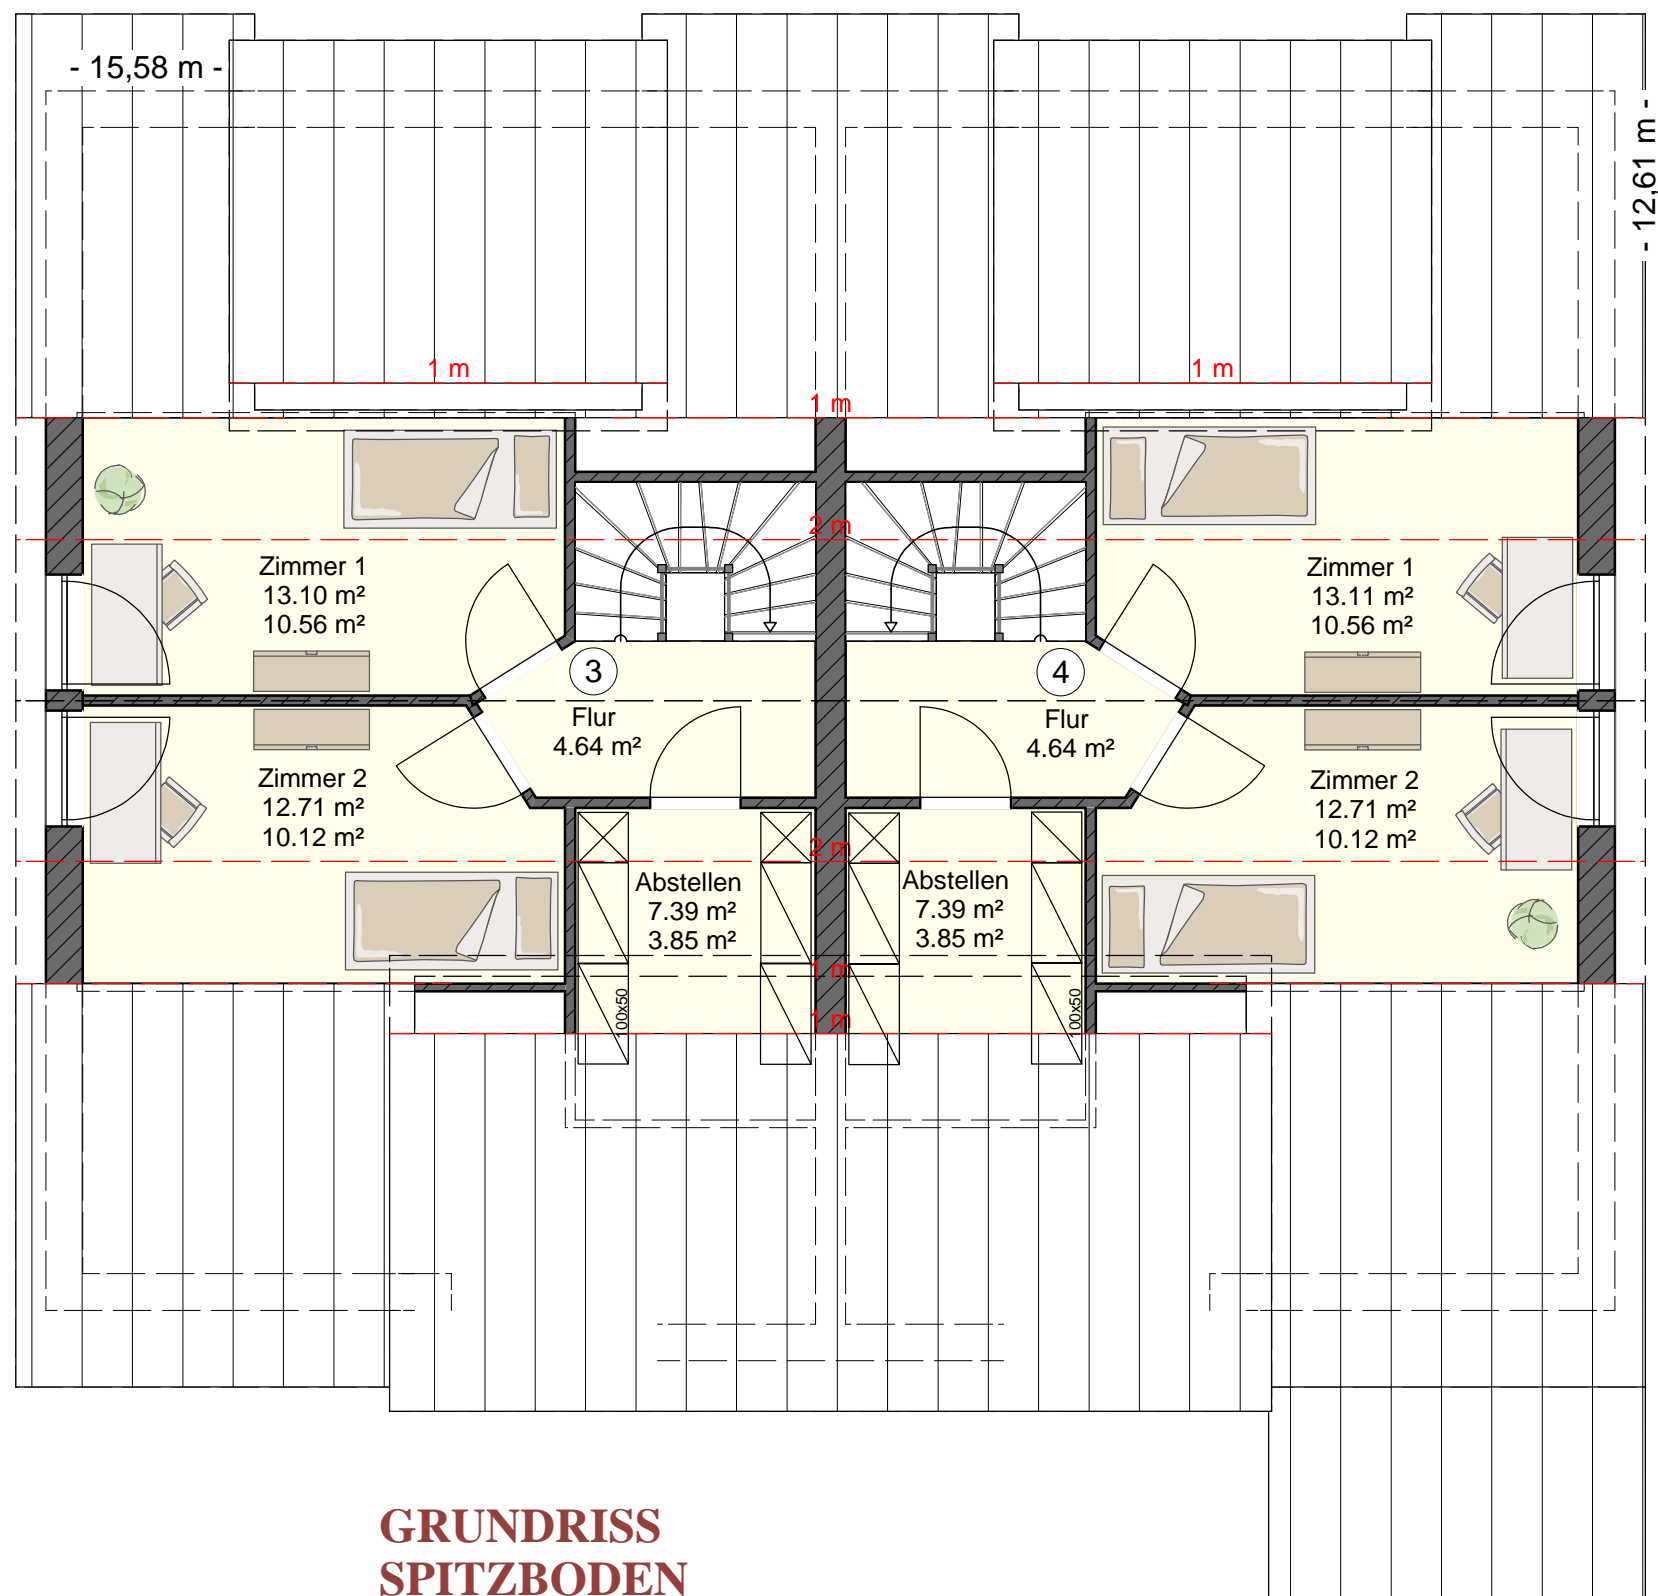 - 15,58 m -
- 12,61 m -
1 m
1 m
1 m
2 m
Zimmer 1
13.10 m²
10.56 m²
Zimmer 1
13.11 m²
10.56 m²
3
4
Flur
4.64 m²
Flur
4.64 m²
Zimmer 2
12.71 m²
10.12 m²
Zimmer 2
12.71 m²
10.12 m²
2 m
Abstellen
7.39 m²
3.85 m²
Abstellen
7.39 m²
3.85 m²
1 m
100x50
1 m
100x50
GRUNDRISS
SPITZBODEN